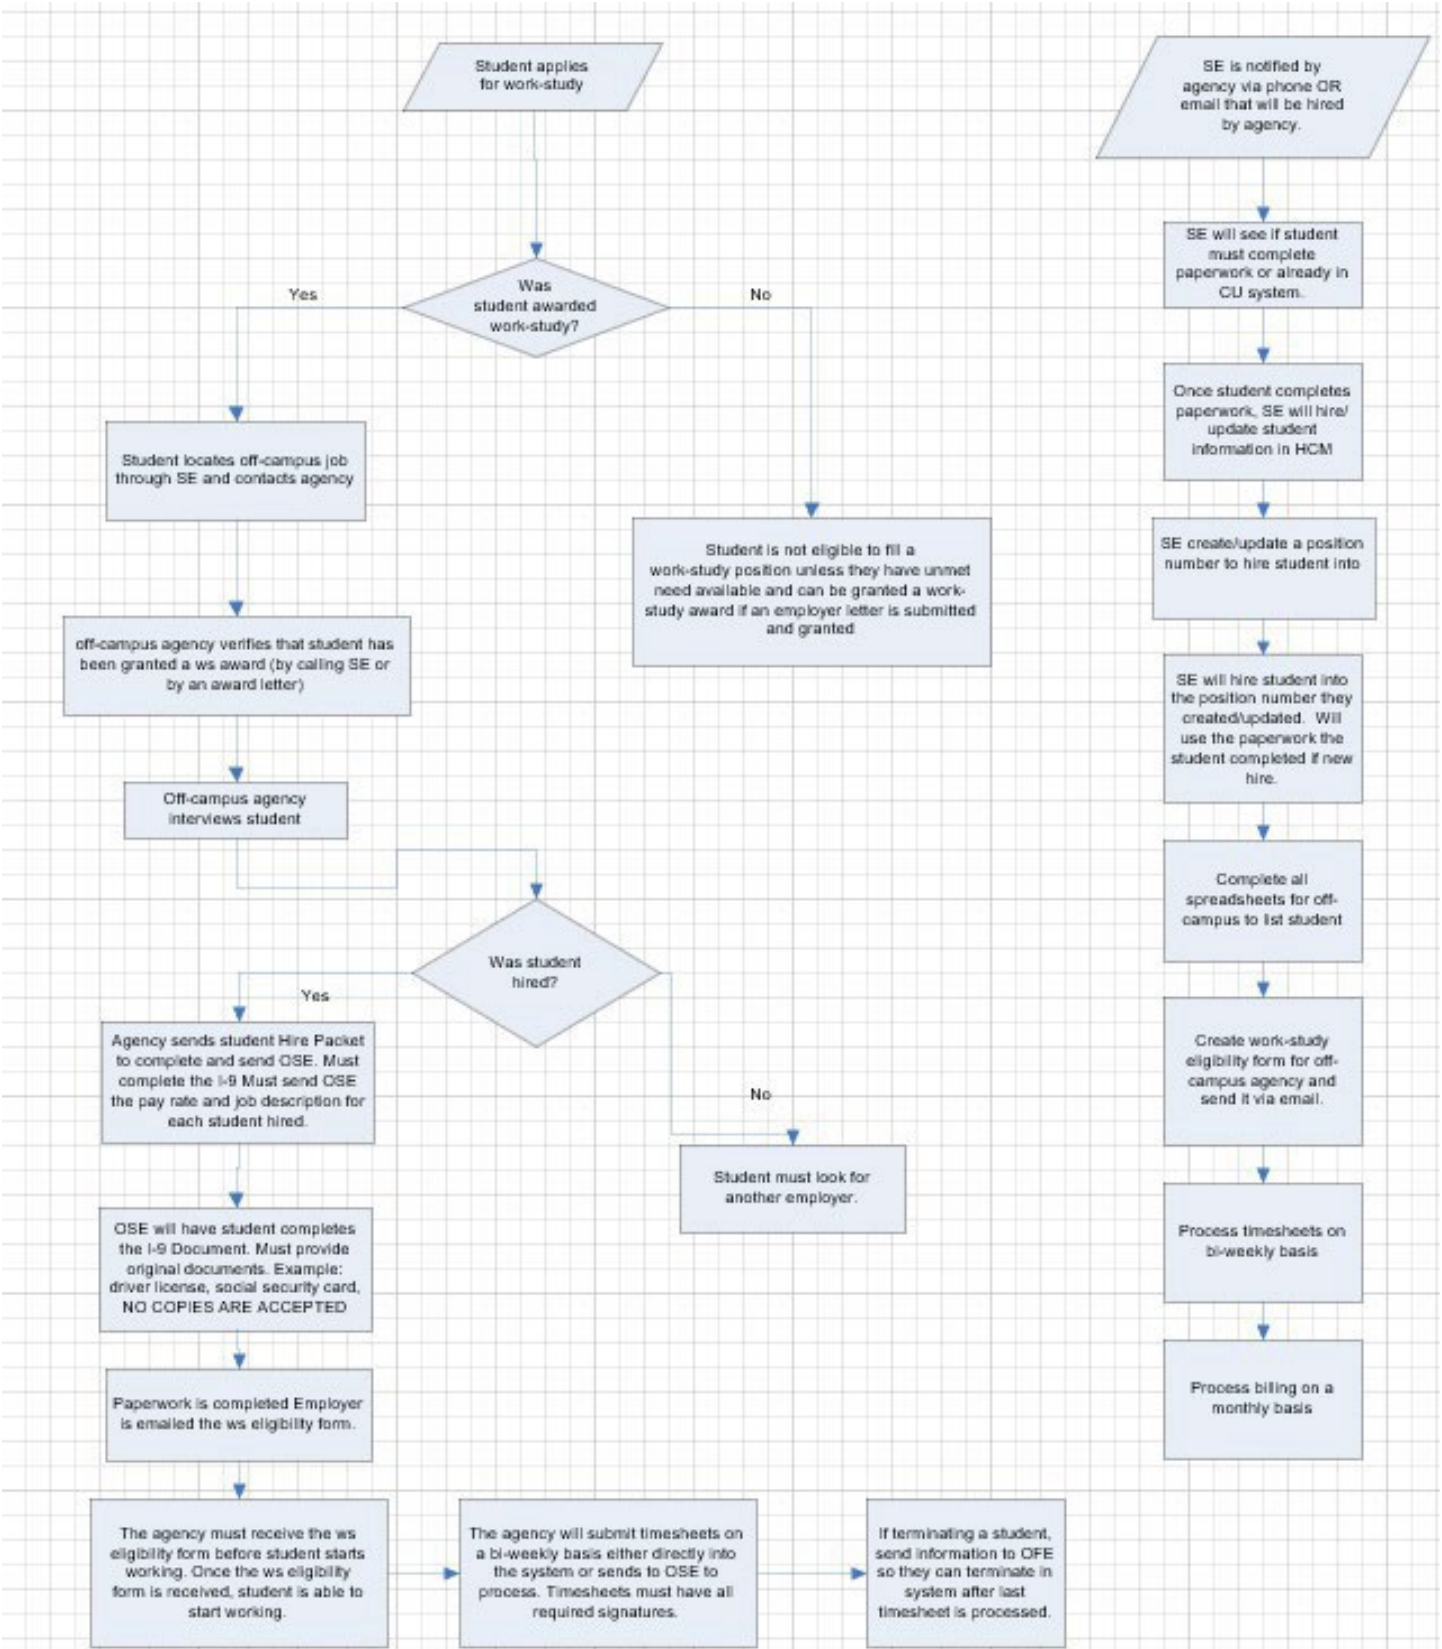 Student applies
for work-study
Was
student awarded
work-study?
Yes
No
Student locates off-campus job
through SE and contacts agency
Student is not eligible to fill a
work-study position unless they have unmet
need available and can be granted a work-
study award if an employer letter is submitted
and granted
off-campus agency verifies that student has
been granted a ws award (by calling SE or
by an award letter)
Off-campus agency
interviews student
Was student
hired?
Yes
No
Agency sends student Hire Packet
to complete and send OSE. Must
complete the I-9 Must send OSE
the pay rate and job description for
each student hired.
Student must look for
another employer.
OSE will have student completes
the I-9 Document. Must provide
original documents. Example:
driver license, social security card,
NO COPIES ARE ACCEPTED
Paperwork is completed Employer
is emailed the ws eligibility form.
The agency must receive the ws
eligibility form before student starts
working. Once the ws eligibility
form is received, student is able to
start working.
The agency will submit timesheets on
a bi-weekly basis either directly into
the system or sends to OSE to
process. Timesheets must have all
required signatures.
If terminating a student,
send information to OFE
so they can terminate in
system after last
timesheet is processed.
SE is notified by
agency via phone OR
email that will be hired
by agency.
SE will see if student
must complete
paperwork or already in
CU system.
Once student completes
paperwork, SE will hire/
update student
information in HCM
SE create/update a position
number to hire student into
SE will hire student into
the position number they
created/updated. Will
use the paperwork the
student completed if new
hire.
Complete all
spreadsheets for off-
campus to list student
Create work-study
eligibility form for off-
campus agency and
send it via email.
Process timesheets on
bi-weekly basis
Process billing on a
monthly basis